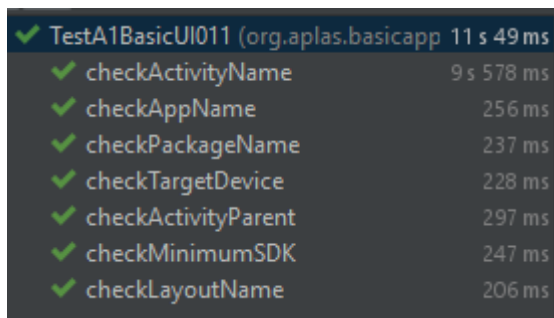 TestA1BasicUI011 (org.aplas.basicapp 11 s 49 ms
checkActivityName 9 s 578 ms
checkAppName 256 ms
checkPackageName 237 ms
checkTargetDevice 228 ms
checkActivityParent 297 ms
checkMinimumSDK 247 ms
checkLayoutName 206 ms